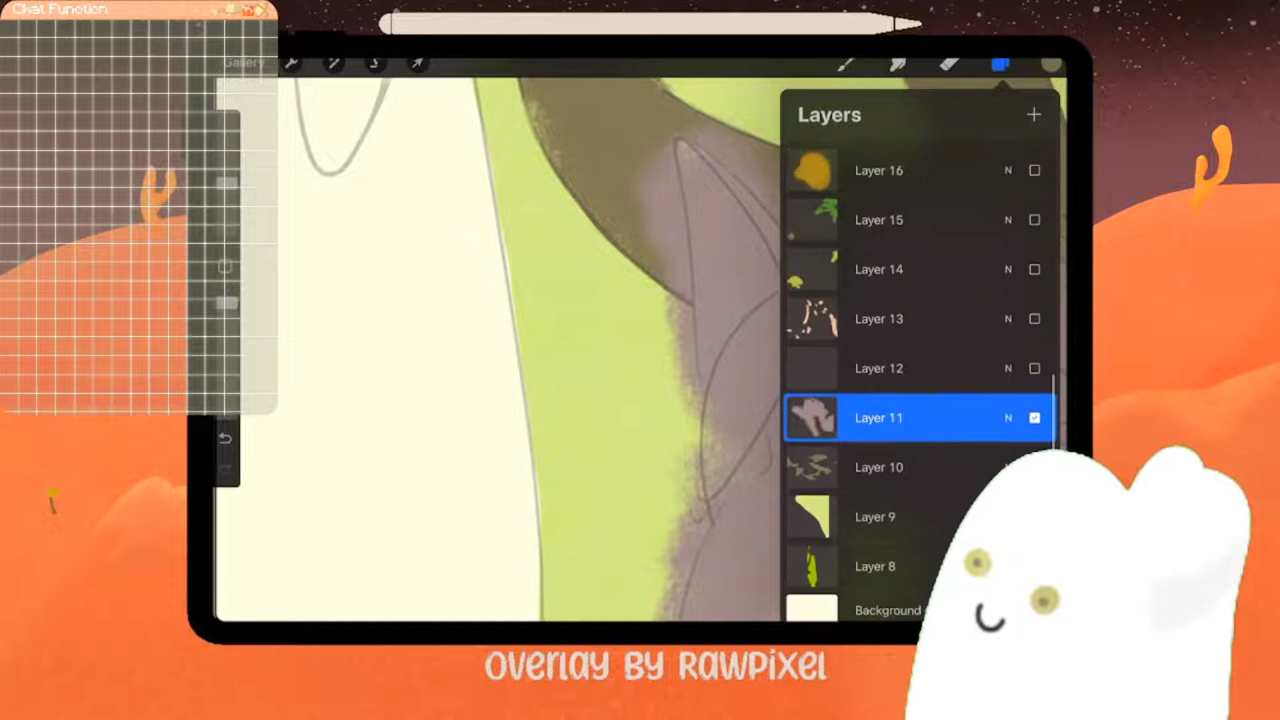 Chat Function
Gallery
Layers
Layer 16 N
Layer 15 N
Layer 14 N
Layer 13 N
Layer 12 N
Layer 11 N
Layer 10
Layer 9
Layer 8
Background
Overlay by Rawpixel